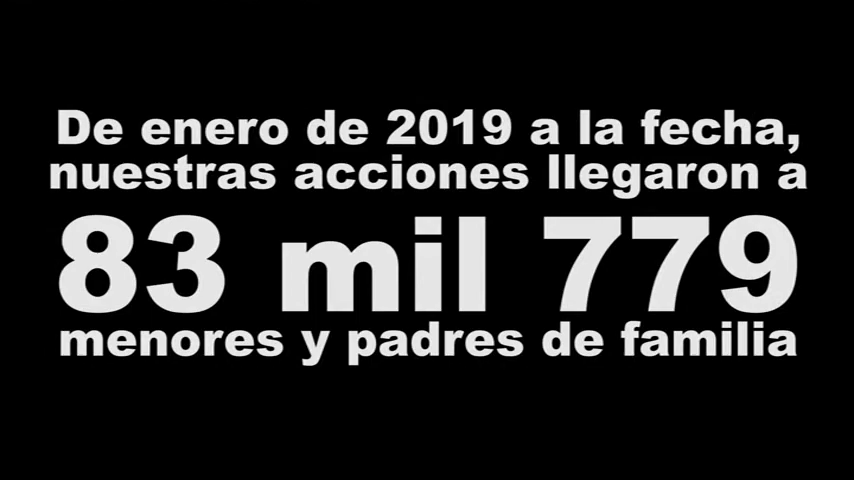 De enero de 2019 a la fecha,
nuestras acciones llegaron a
83 mil 779
menores y padres de familia